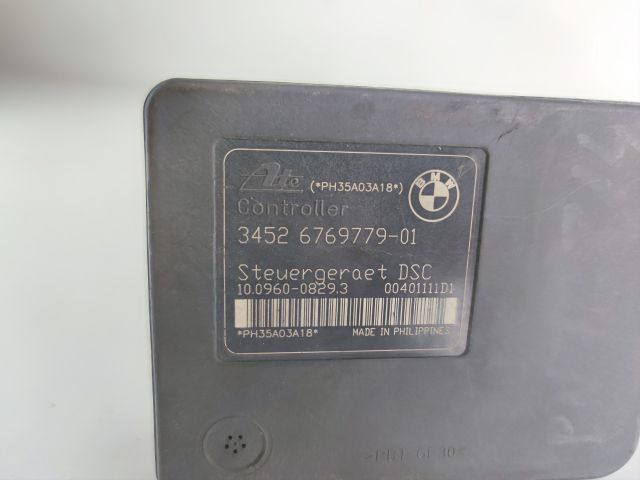 Ate (*PH35A03A18*) BMW
Controller
3452 6769779-01
Steuergeraet DSC
10.0960-0829.3 00401111D1
*PH35A03A18* MADE IN PHILIPPINES